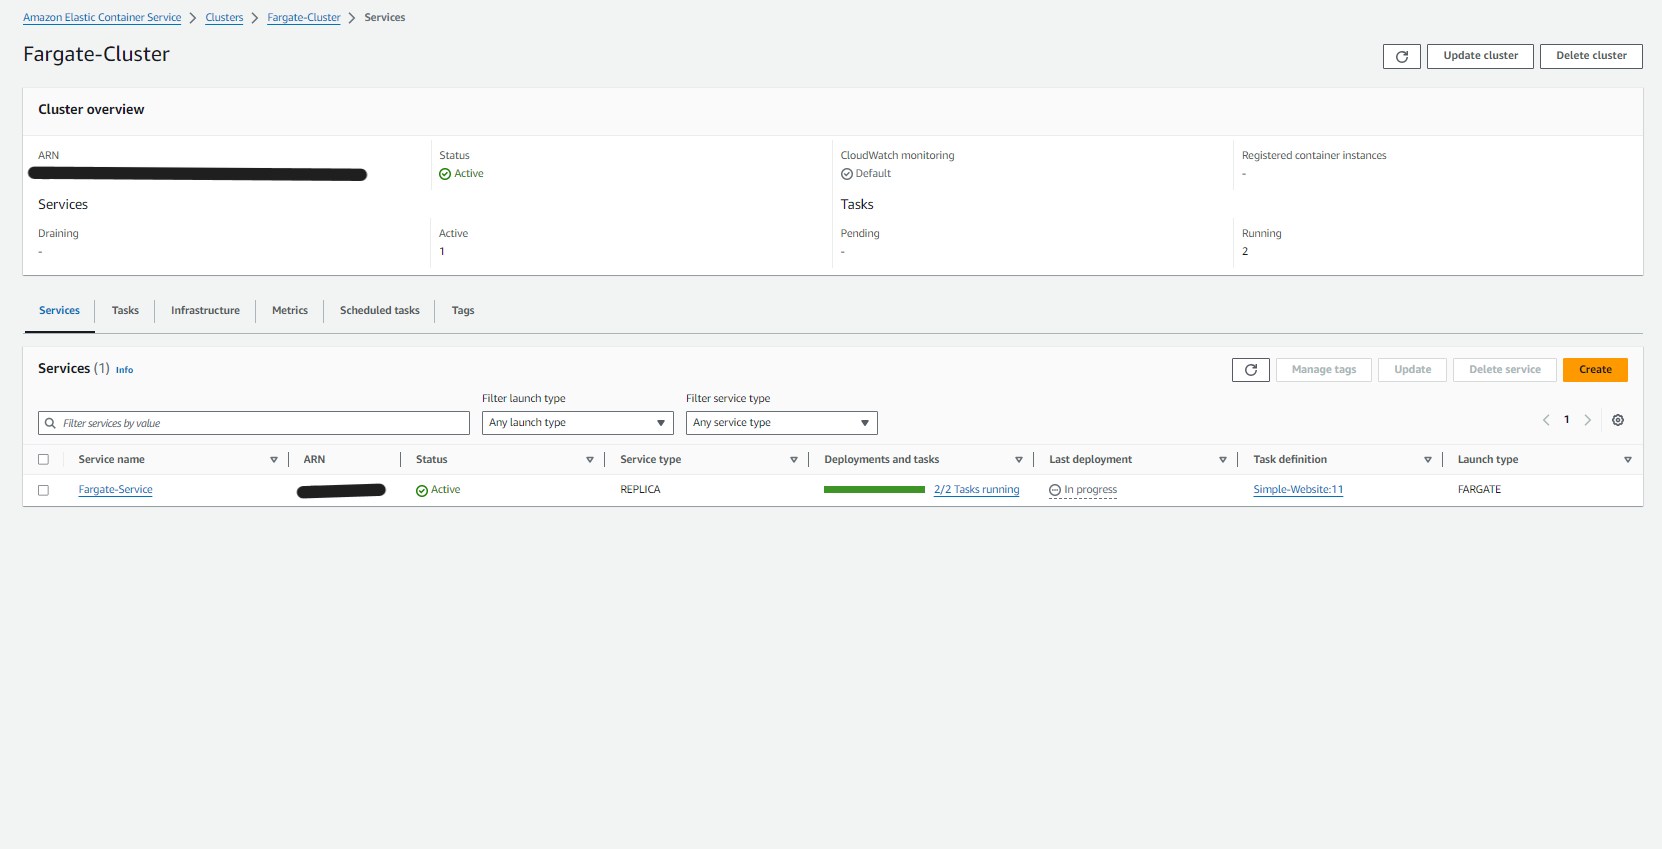 Amazon Elastic Container Service > Clusters > Fargate-Cluster > Services
Fargate-Cluster
Update cluster
Delete cluster
Cluster overview
ARN
Status
Active
CloudWatch monitoring
Default
Registered container instances
-
Services
Tasks
Draining
-
Active
1
Pending
-
Running
2
Services Tasks Infrastructure Metrics Scheduled tasks Tags
Services (1) Info
Manage tags Update Delete service Create
Filter launch type
Filter service type
Filter services by value
Any launch type
Any service type
1
Service name ARN Status Service type Deployments and tasks Last deployment Task definition Launch type
Fargate-Service Active REPLICA 2/2 Tasks running In progress Simple-Website:11 FARGATE